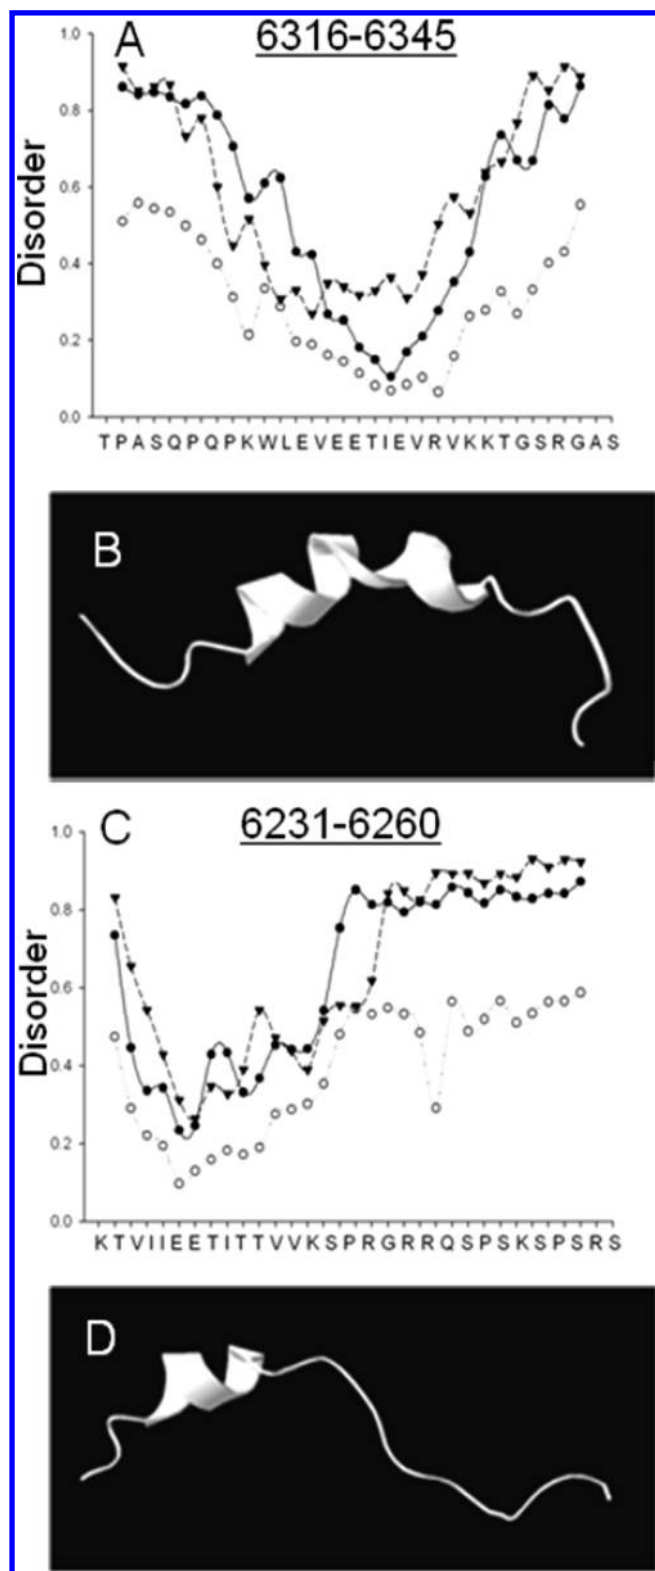 A
6316-6345
Disorder
1.0
0.8
0.6
0.4
0.2
0.0
T P A S Q P Q P K W L E V E E T I E V R V K K T G S R G A S
B
C
6231-6260
Disorder
1.0
0.8
0.6
0.4
0.2
0.0
K T V I I E E T I T T V V K S P R G R R Q S P S K S P S R S
D